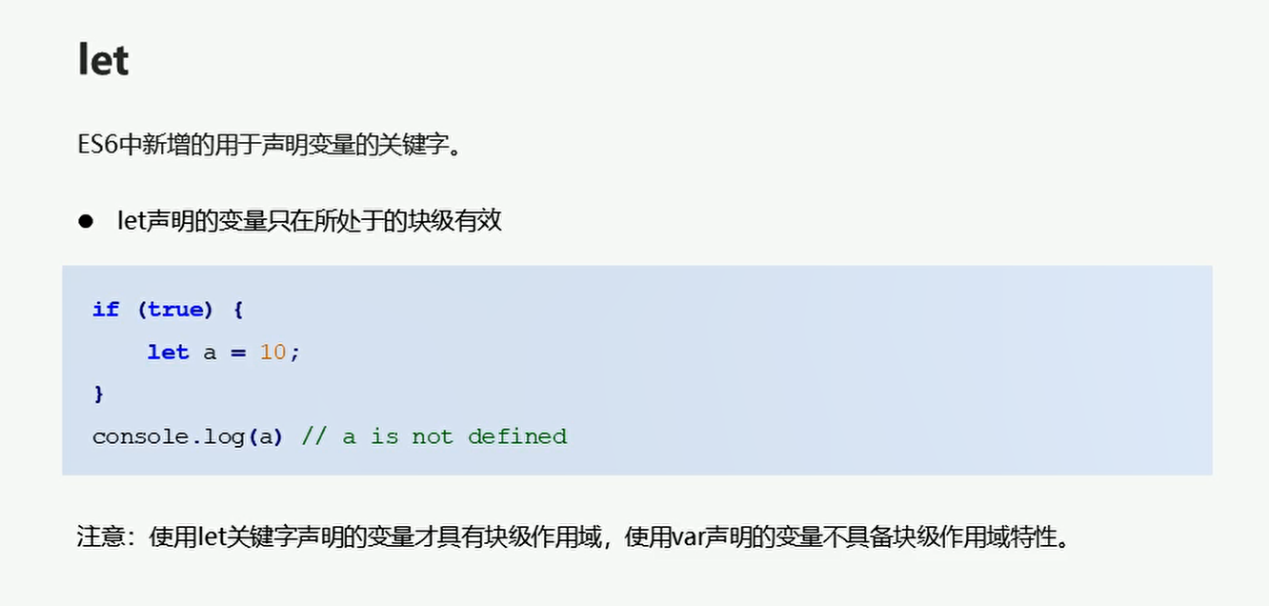 let
ES6中新增的用于声明变量的关键字。
● let声明的变量只在所处于的块级有效
if (true) {
    let a = 10;
}
console.log(a) // a is not defined
注意：使用let关键字声明的变量才具有块级作用域，使用var声明的变量不具备块级作用域特性。